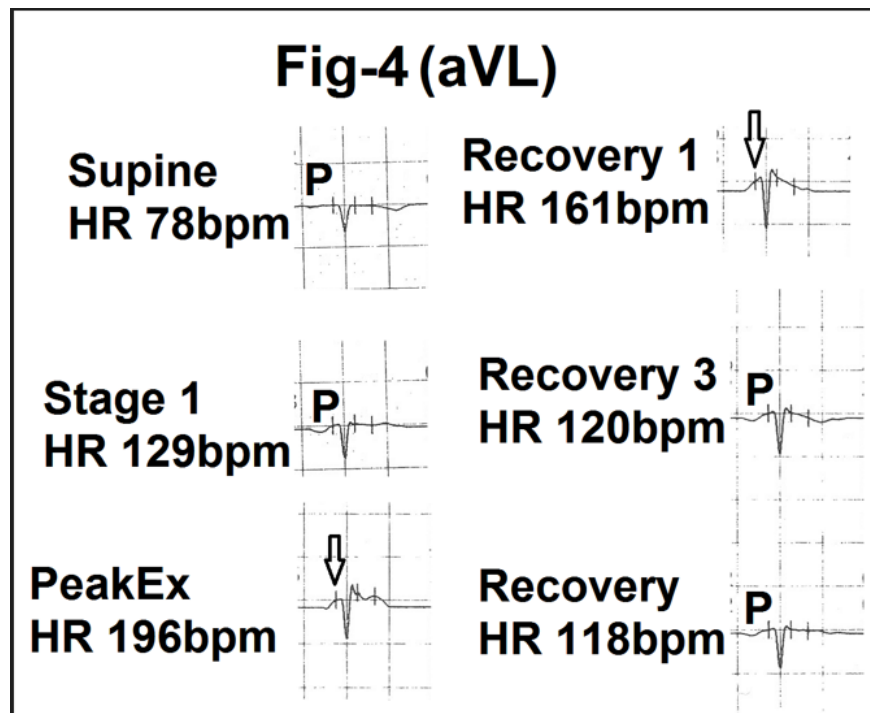 Fig-4 (aVL)
Supine
HR 78bpm
P
Stage 1
HR 129bpm
P
PeakEx
HR 196bpm
Recovery 1
HR 161bpm
Recovery 3
HR 120bpm
P
Recovery
HR 118bpm
P